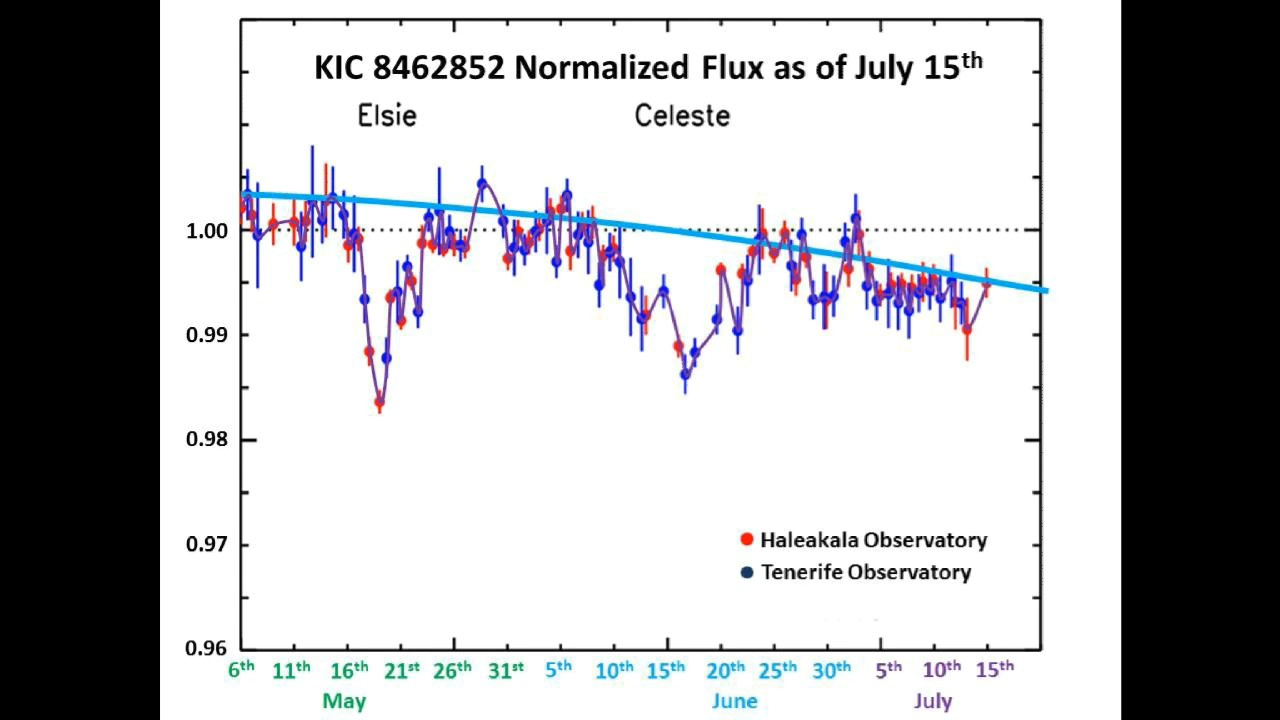 KIC 8462852 Normalized Flux as of July 15th
Elsie Celeste
1.00
0.99
0.98
0.97
Haleakala Observatory
Tenerife Observatory
0.96
6th 11th 16th 21st 26th 31st 5th 10th 15th 20th 25th 30th 5th 10th 15th
May June July